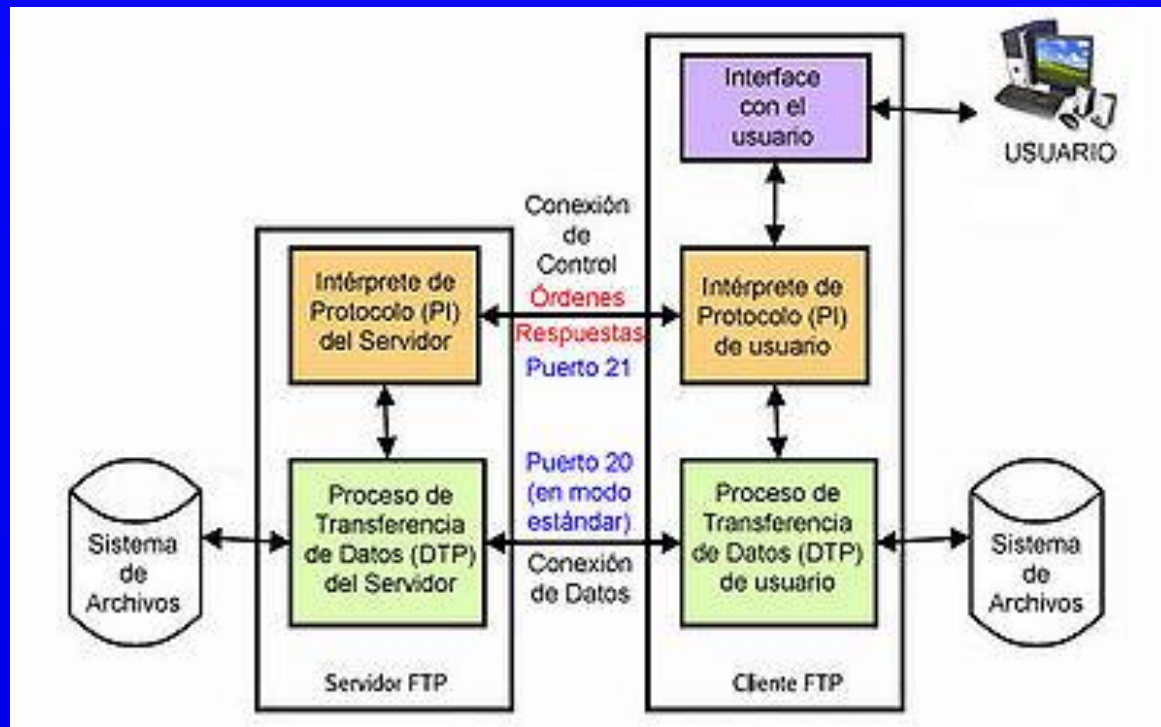 Interface
con el
usuario
USUARIO
Conexión
de
Control
Órdenes
Respuestas
Puerto 21
Intérprete de
Protocolo (PI)
del Servidor
Intérprete de
Protocolo (PI)
de usuario
Puerto 20
(en modo
estándar)
Conexión
de Datos
Proceso de
Transferencia
de Datos (DTP)
del Servidor
Proceso de
Transferencia
de Datos (DTP)
de usuario
Sistema
de
Archivos
Sistema
de
Archivos
Servidor FTP
Cliente FTP